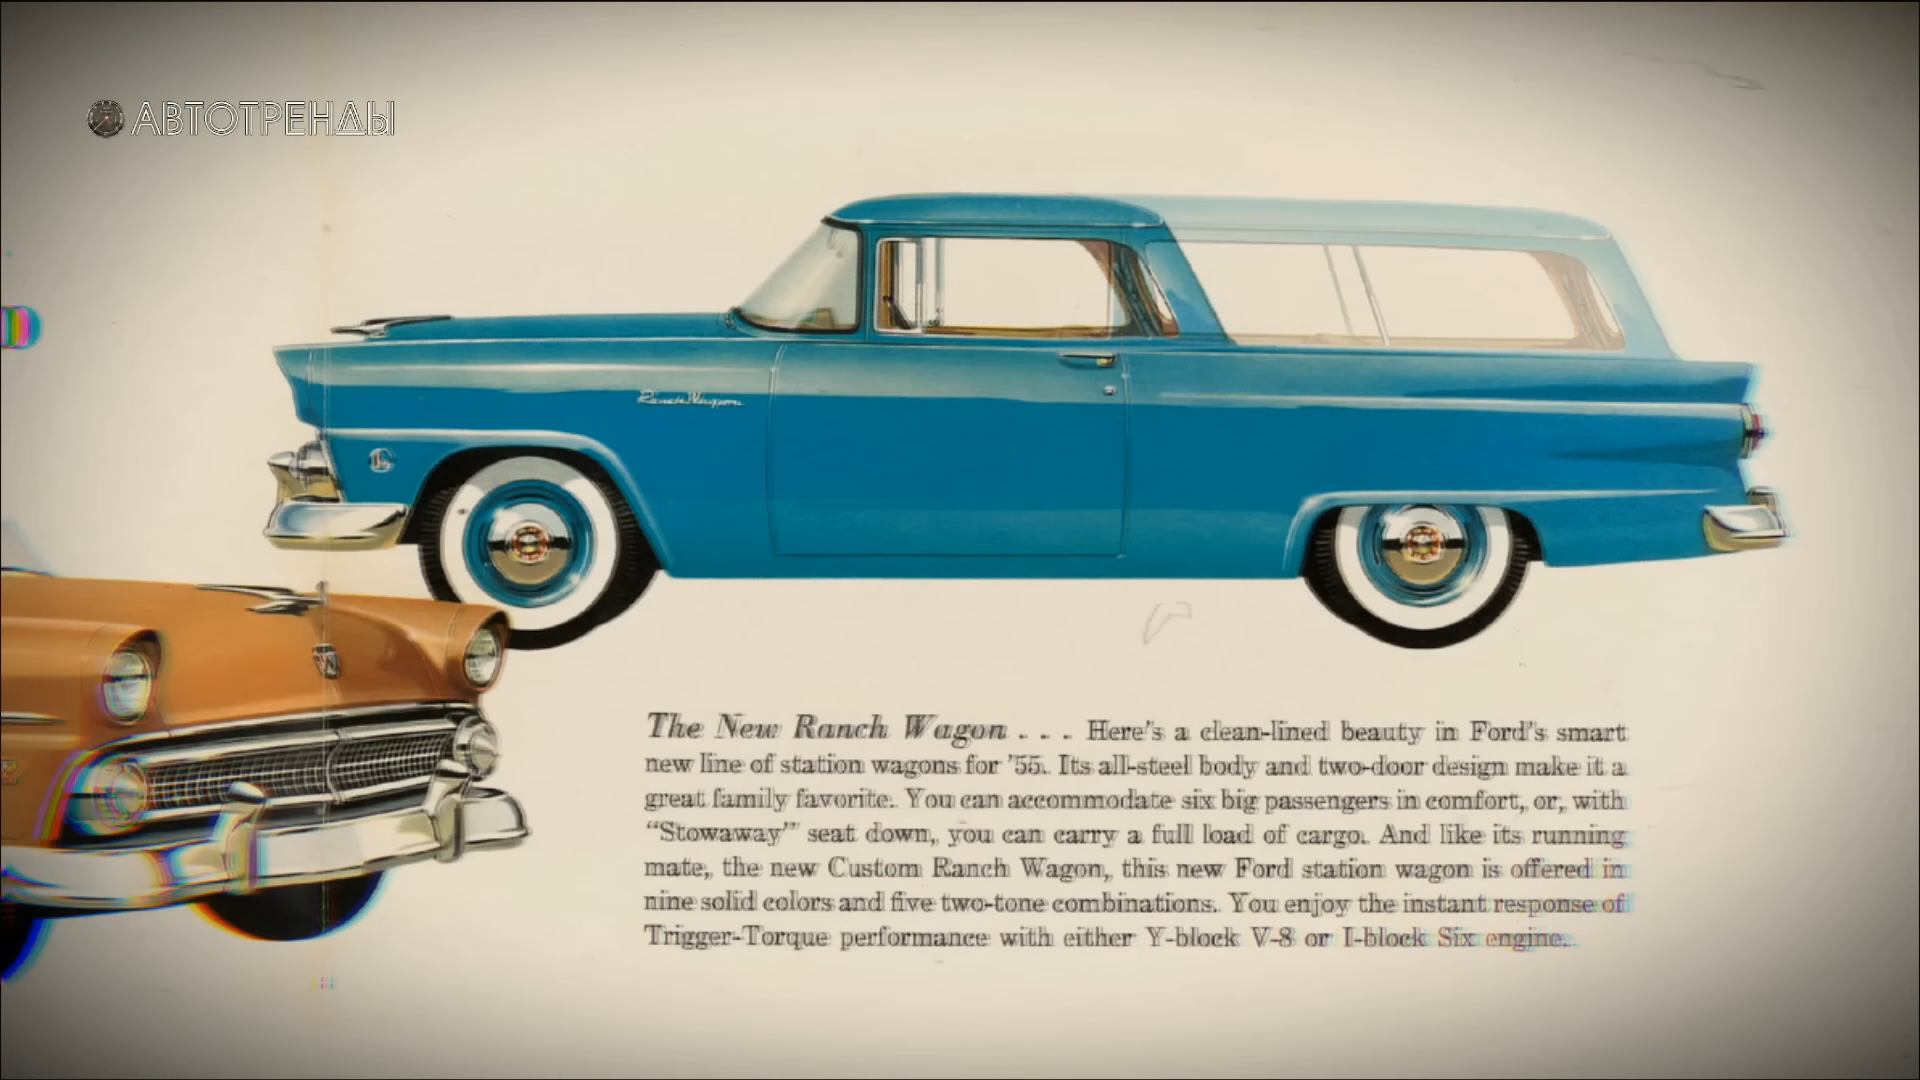 АВТОТРЕНДЫ
Ranch Wagon
The New Ranch Wagon . . . Here's a clean-lined beauty in Ford's smart
new line of station wagons for '55. Its all-steel body and two-door design make it a
great family favorite. You can accommodate six big passengers in comfort, or, with
“Stowaway” seat down, you can carry a full load of cargo. And like its running
mate, the new Custom Ranch Wagon, this new Ford station wagon is offered in
nine solid colors and five two-tone combinations. You enjoy the instant response of
Trigger-Torque performance with either Y-block V-8 or I-block Six engine.